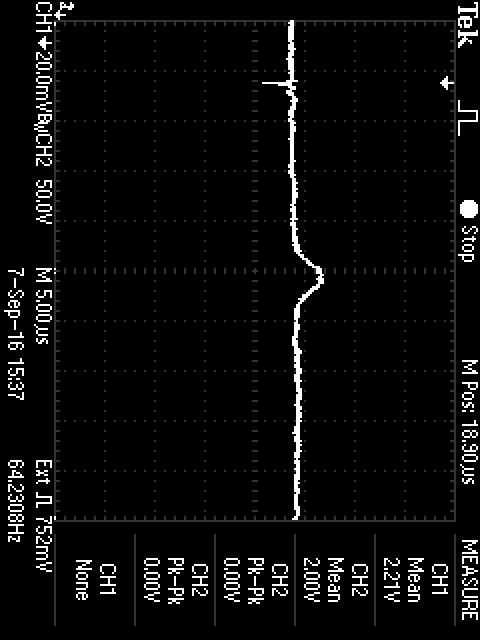 Tek Stop M Pos: 18.90µs MEASURE
CH1
Mean
2.21V
CH2
Mean
2.00V
CH2
Pk-Pk
0.00V
CH2
Pk-Pk
0.00V
CH1
None
2
CH1 20.0mVBW CH2 50.0V M 5.00µs Ext 752mV
7-Sep-16 15:37 64.2308Hz